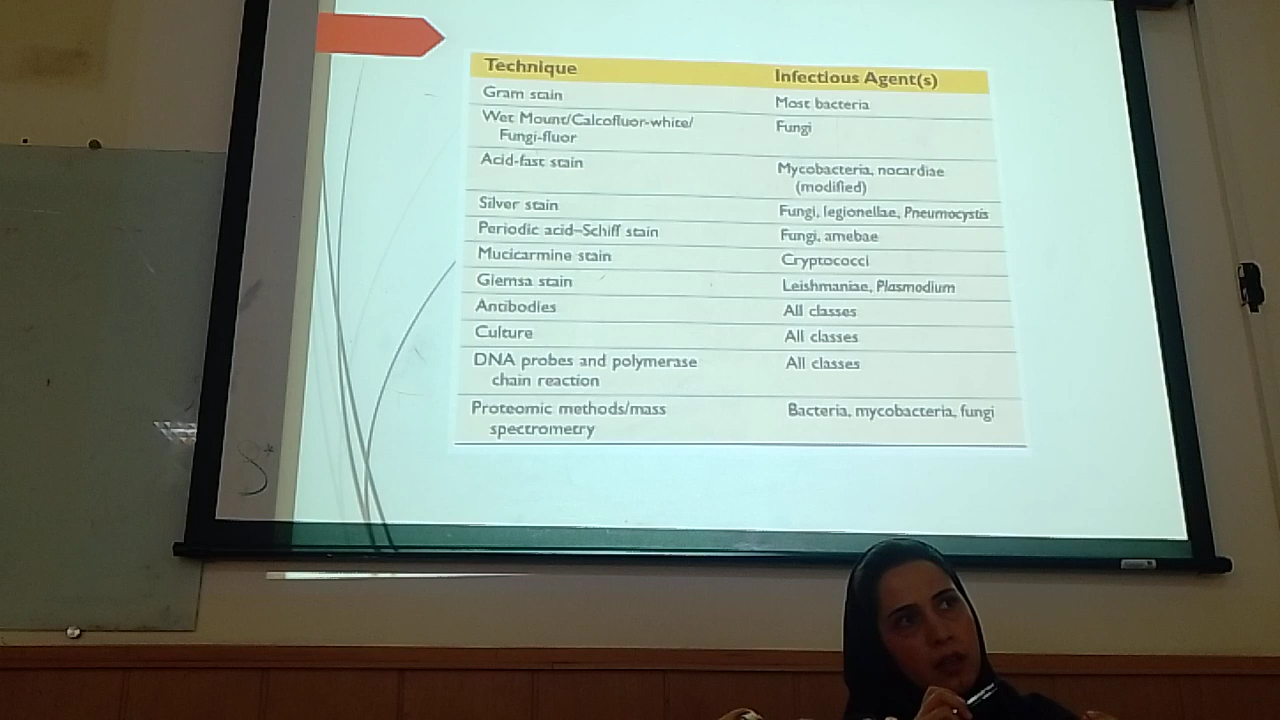 Technique Infectious Agent(s)
Gram stain Most bacteria
Wet Mount/Calcofluor-white/ Fungi
Fungi-fluor
Acid-fast stain Mycobacteria, nocardiae
(modified)
Silver stain Fungi, legionellae, Pneumocystis
Periodic acid–Schiff stain Fungi, amebae
Mucicarmine stain Cryptococci
Giemsa stain Leishmaniae, Plasmodium
Antibodies All classes
Culture All classes
DNA probes and polymerase All classes
chain reaction
Proteomic methods/mass Bacteria, mycobacteria, fungi
spectrometry